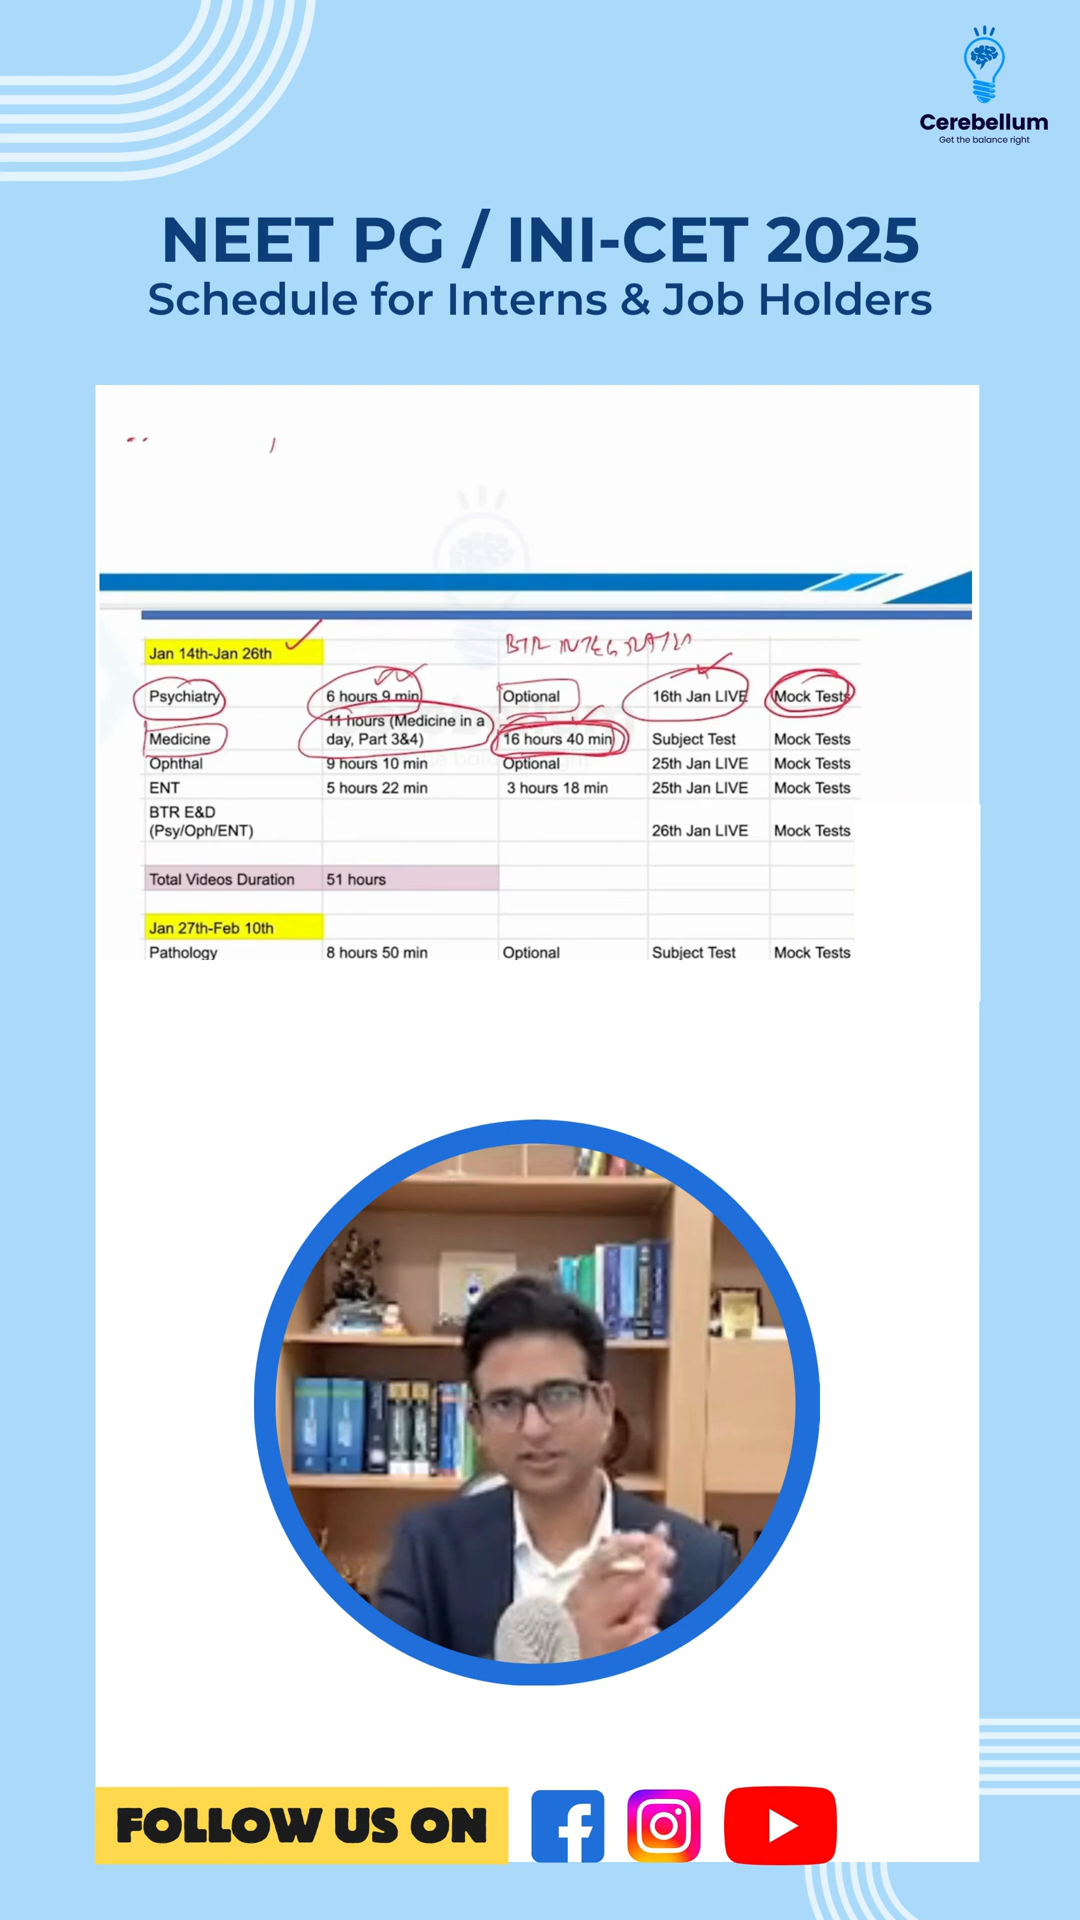 Cerebellum
Get the balance right
NEET PG / INI-CET 2025
Schedule for Interns & Job Holders
BTR INTEGRATED
Jan 14th-Jan 26th
Psychiatry 6 hours 9 min Optional 16th Jan LIVE Mock Tests
Medicine 11 hours (Medicine in a day, Part 3&4) 16 hours 40 min Subject Test Mock Tests
Ophthal 9 hours 10 min Optional 25th Jan LIVE Mock Tests
ENT 5 hours 22 min 3 hours 18 min 25th Jan LIVE Mock Tests
BTR E&D
(Psy/Oph/ENT) 26th Jan LIVE Mock Tests
Total Videos Duration 51 hours
Jan 27th-Feb 10th
Pathology 8 hours 50 min Optional Subject Test Mock Tests
FOLLOW US ON